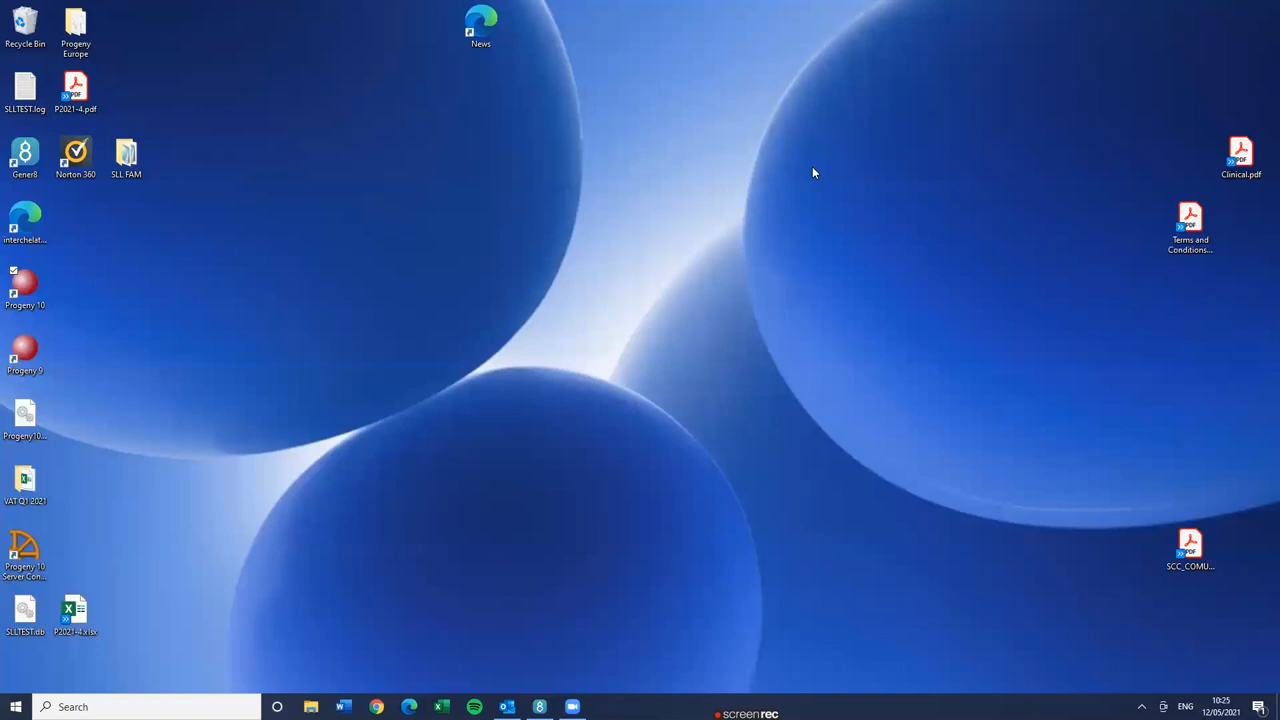 Recycle Bin
Progeny
Europe
News
SLLTEST.log
P2021-4.pdf
Gener8
Norton 360
SLL FAM
Clinical.pdf
interchelat...
Terms and
Conditions...
Progeny 10
Progeny 9
Progeny10...
VAT Q1 2021
Progeny 10
Server Con...
SCC_COMU...
SLLTEST.db
P2021-4.xlsx
Search
screenrec
ENG
10:25
12/05/2021